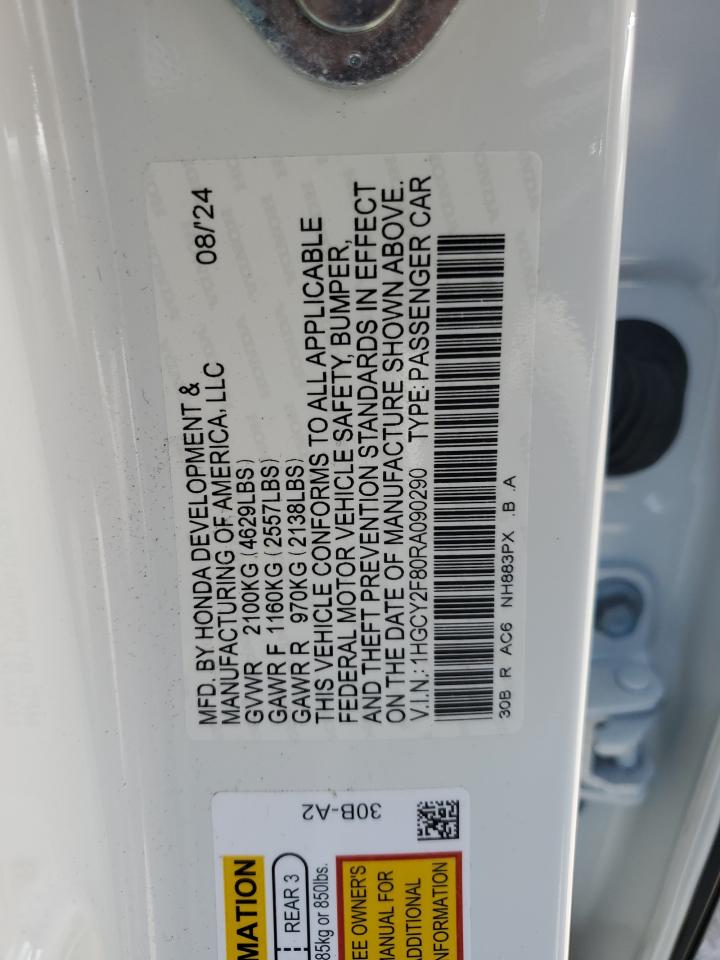 MFD. BY HONDA DEVELOPMENT & 08/'24
MANUFACTURING OF AMERICA, LLC
GVWR 2100KG (4629LBS)
GAWR F 1160KG (2557LBS)
GAWR R 970KG (2138LBS)
THIS VEHICLE CONFORMS TO ALL APPLICABLE
FEDERAL MOTOR VEHICLE SAFETY, BUMPER,
AND THEFT PREVENTION STANDARDS IN EFFECT
ON THE DATE OF MANUFACTURE SHOWN ABOVE.
V.I.N.: 1HGCY2F80RA090290 TYPE: PASSENGER CAR
30B R AC6 NH883PX .B .A
30B-A2
MATION
REAR 3
85kg or 850lbs.
EE OWNER'S
MANUAL FOR
ADDITIONAL
INFORMATION